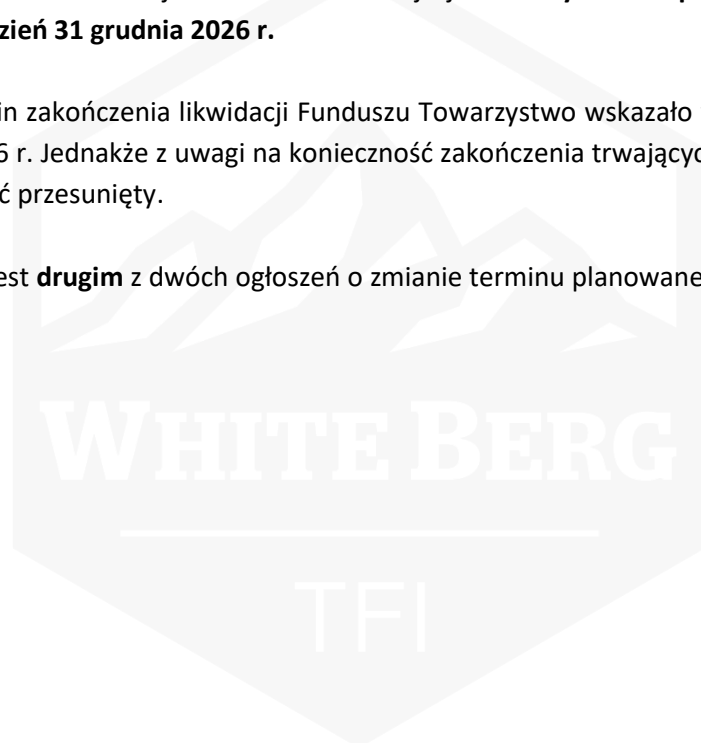 zień 31 grudnia 2026 r.
in zakończenia likwidacji Funduszu Towarzystwo wskazało
6 r. Jednakże z uwagi na konieczność zakończenia trwającyc
ć przesunięty.
est drugim z dwóch ogłoszeń o zmianie terminu planowane
WHITE BERG
TFI